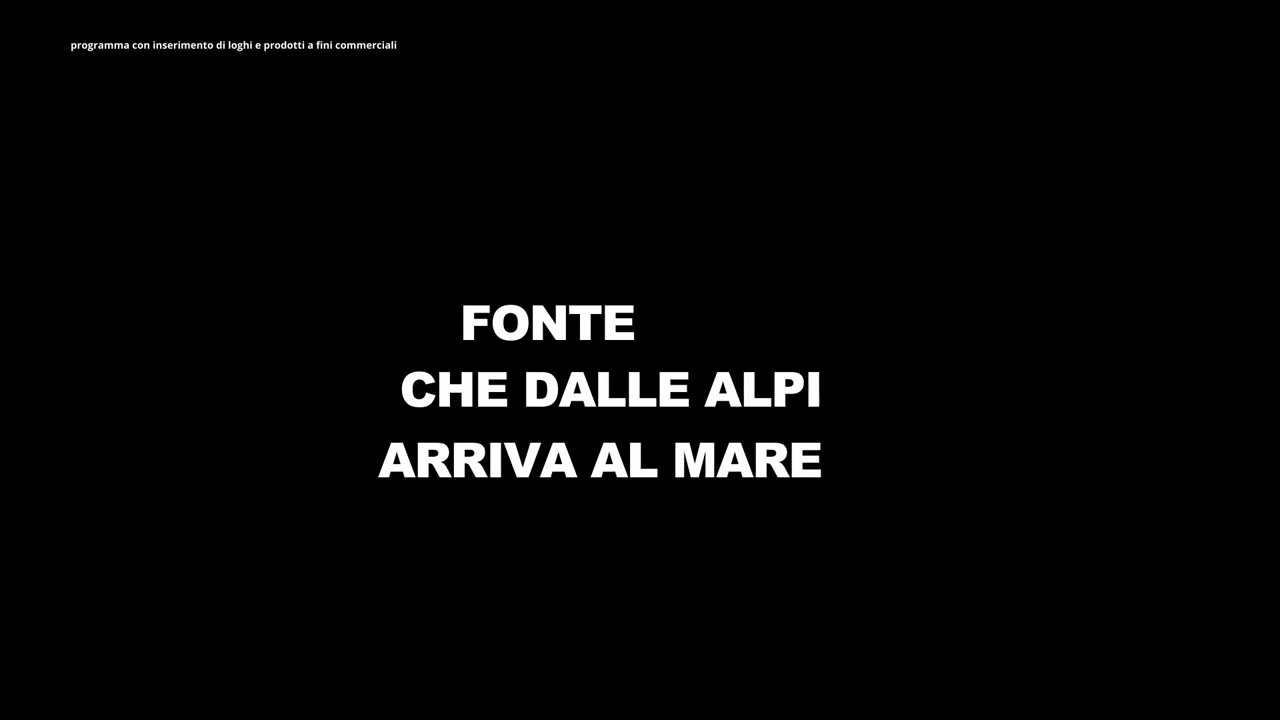 programma con inserimento di loghi e prodotti a fini commerciali
FONTE
CHE DALLE ALPI
ARRIVA AL MARE